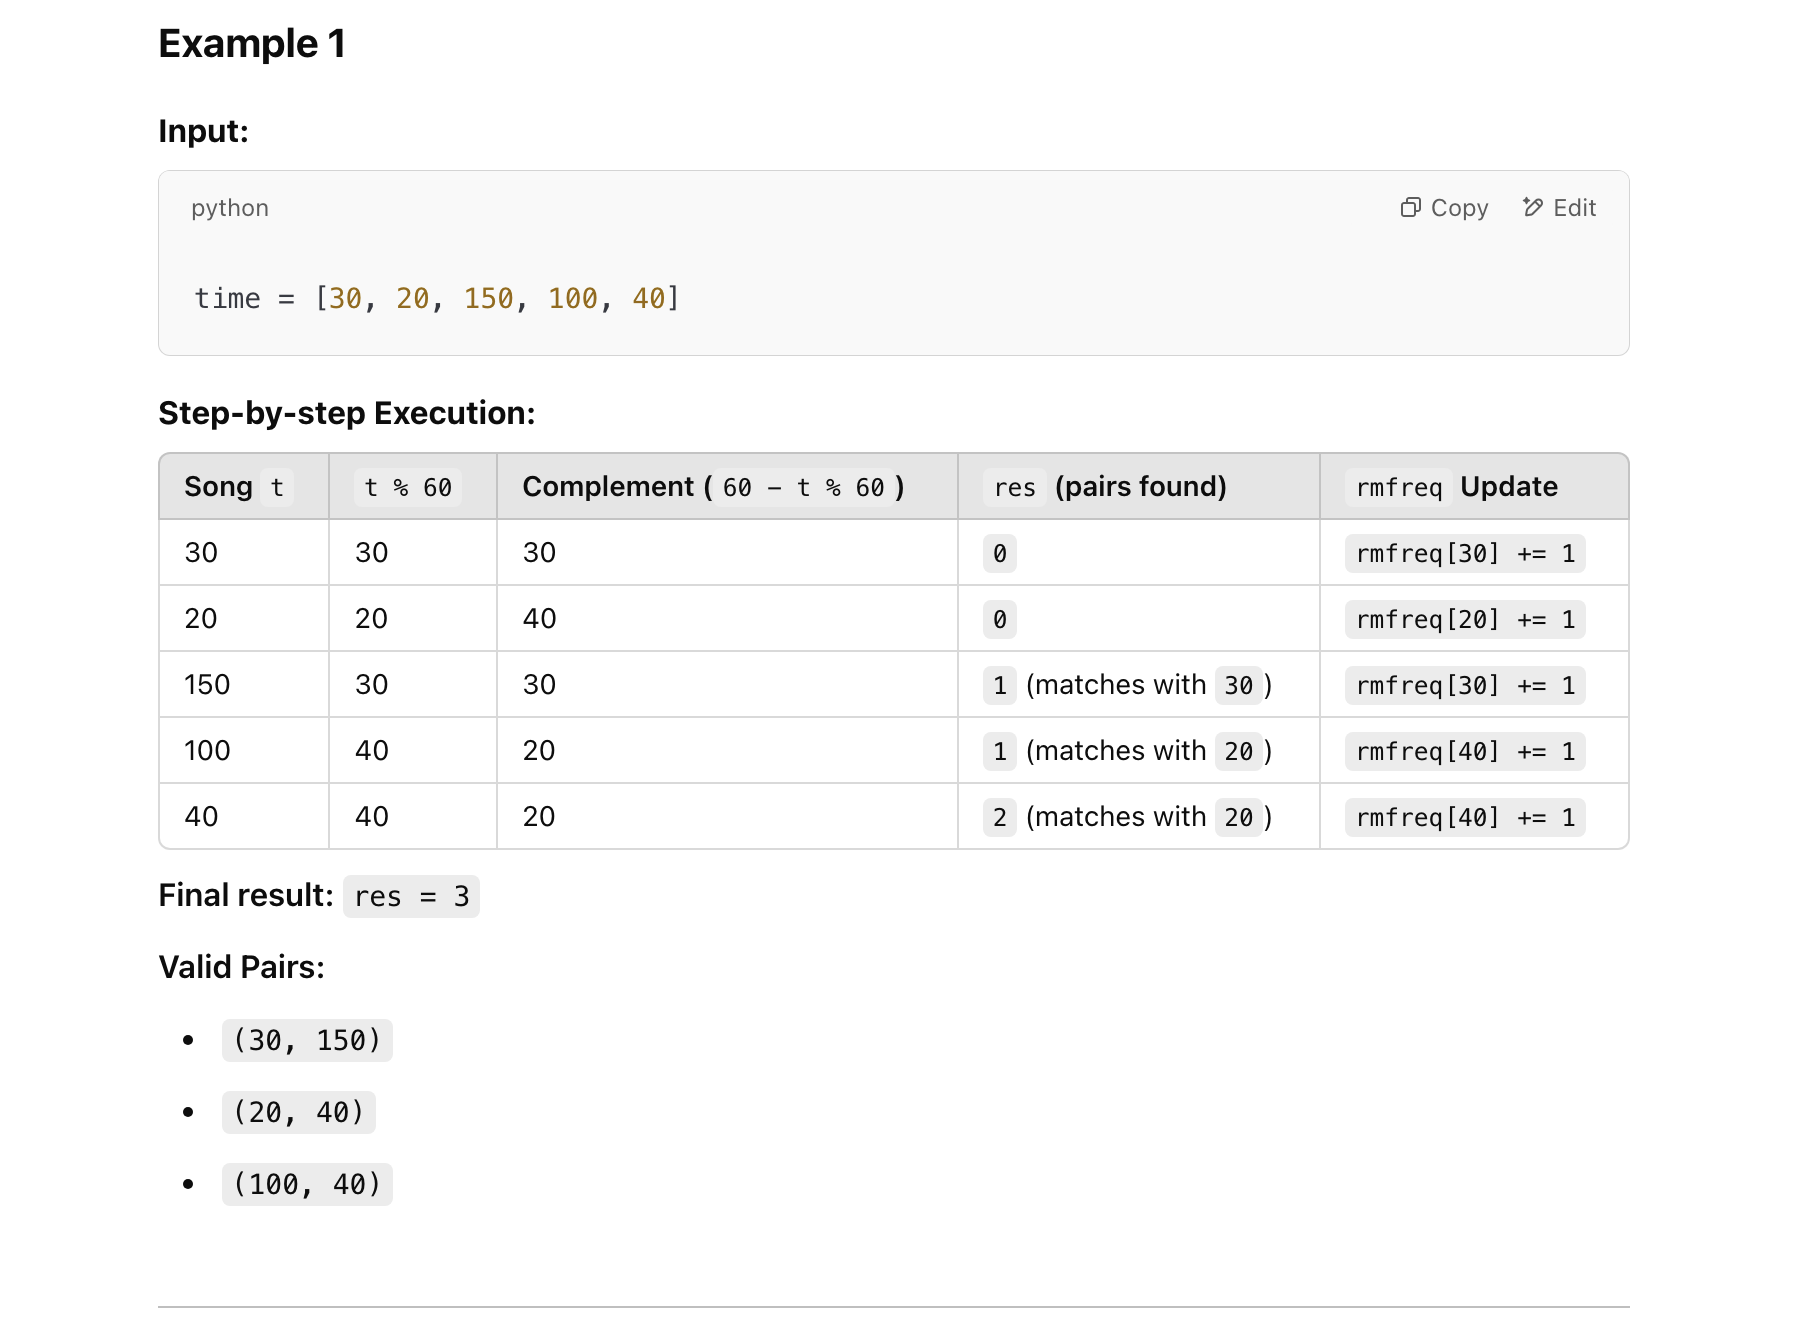 Example 1
Input:
python Copy Edit
time = [30, 20, 150, 100, 40]
Step-by-step Execution:
Song t t % 60 Complement ( 60 - t % 60 ) res (pairs found) rmfreq Update
30 30 30 0 rmfreq[30] += 1
20 20 40 0 rmfreq[20] += 1
150 30 30 1 (matches with 30 ) rmfreq[30] += 1
100 40 20 1 (matches with 20 ) rmfreq[40] += 1
40 40 20 2 (matches with 20 ) rmfreq[40] += 1
Final result: res = 3
Valid Pairs:
• (30, 150)
• (20, 40)
• (100, 40)